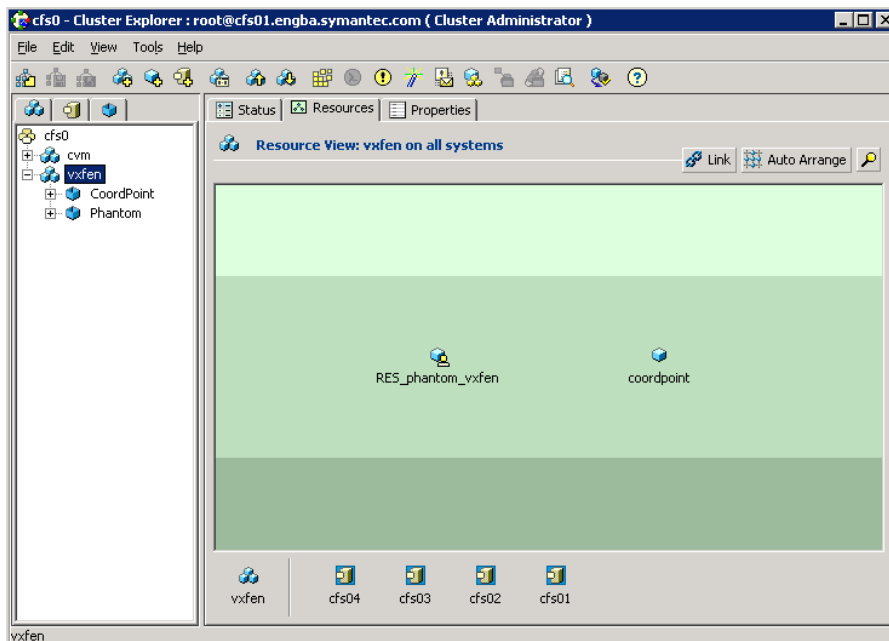 cfs0 - Cluster Explorer : root@cfs01.engba.symantec.com ( Cluster Administrator )
File Edit View Tools Help
Status Resources Properties
cfs0
cvm
vxfen
CoordPoint
Phantom
Resource View: vxfen on all systems
Link Auto Arrange
RES_phantom_vxfen coordpoint
vxfen cfs04 cfs03 cfs02 cfs01
vxfen